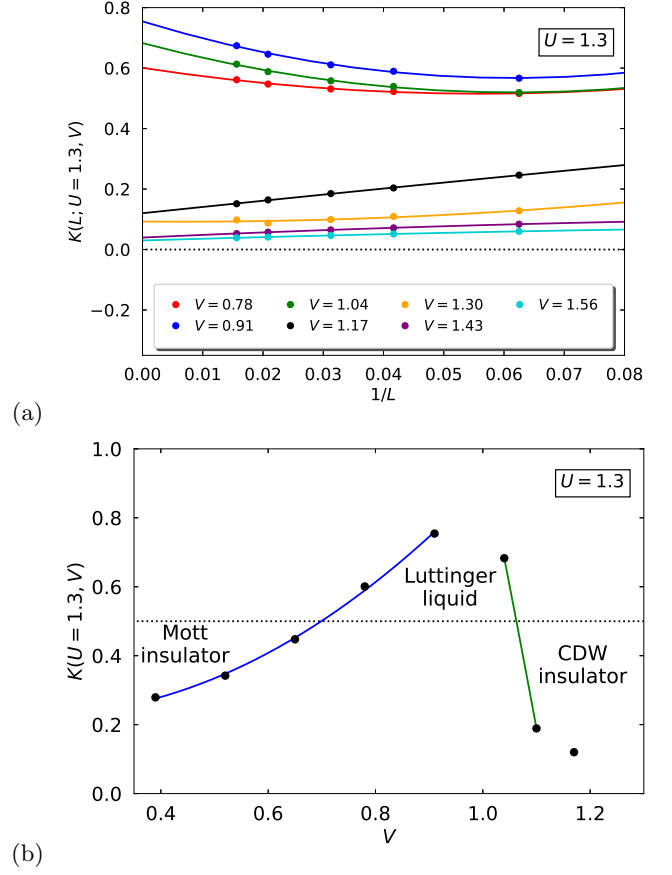 0.8
0.6
0.4
0.2
0.0
−0.2
K(L; U = 1.3, V)
U = 1.3
V = 0.78
V = 1.04
V = 1.30
V = 1.56
V = 0.91
V = 1.17
V = 1.43
0.00 0.01 0.02 0.03 0.04 0.05 0.06 0.07 0.08
1/L
(a)
1.0
0.8
0.6
0.4
0.2
0.0
K(U = 1.3, V)
U = 1.3
Luttinger
liquid
Mott
insulator
CDW
insulator
0.4 0.6 0.8 1.0 1.2
V
(b)